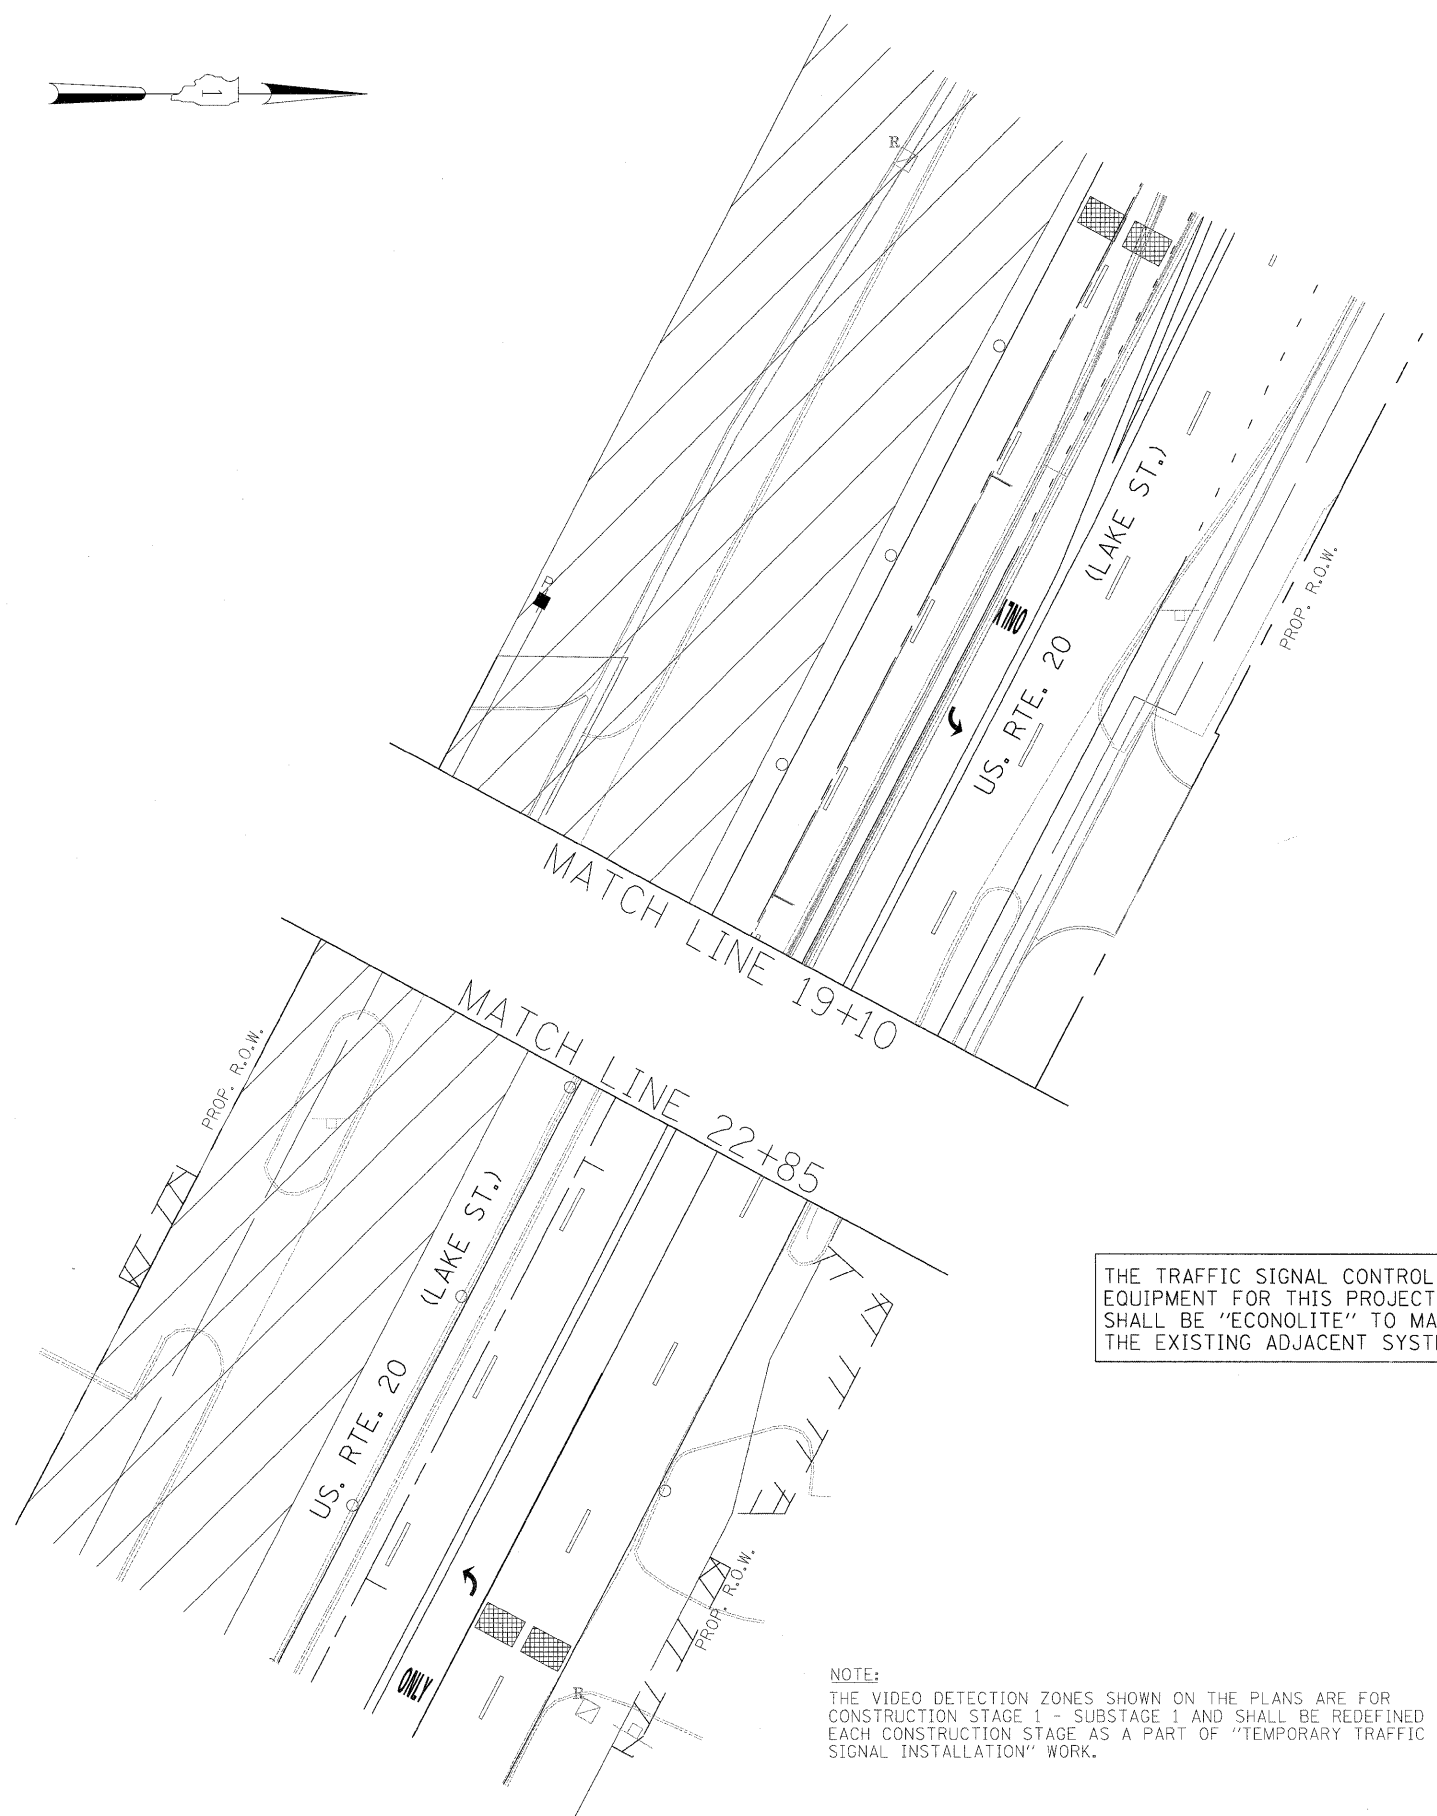 R
P
ONLY
(LAKE ST.)
US. RTE. 20
PROP. R.O.W.
MATCH LINE 19+10
MATCH LINE 22+85
PROP. R.O.W.
(LAKE ST.)
US. RTE. 20
THE TRAFFIC SIGNAL CONTROL
EQUIPMENT FOR THIS PROJECT
SHALL BE "ECONOLITE" TO MA
THE EXISTING ADJACENT SYST
PROP. R.O.W.
ONLY
R
NOTE:
THE VIDEO DETECTION ZONES SHOWN ON THE PLANS ARE FOR
CONSTRUCTION STAGE 1 - SUBSTAGE 1 AND SHALL BE REDEFINED
EACH CONSTRUCTION STAGE AS A PART OF "TEMPORARY TRAFFIC
SIGNAL INSTALLATION" WORK.